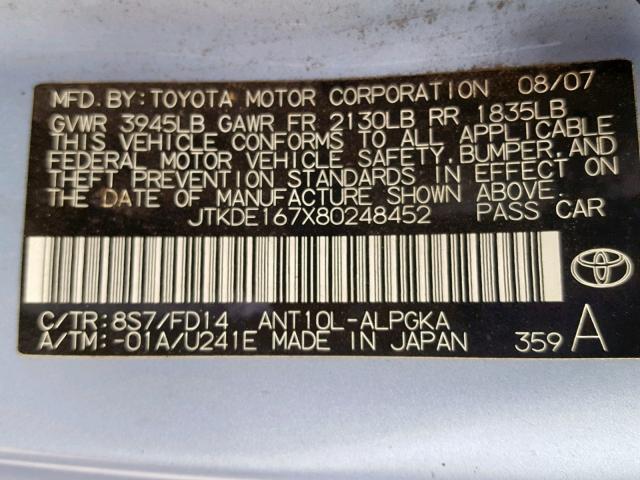 MFD.BY:TOYOTA MOTOR CORPORATION 08/07
GVWR 3945LB GAWR FR 2130LB RR 1835LB
THIS VEHICLE CONFORMS TO ALL APPLICABLE
FEDERAL MOTOR VEHICLE SAFETY,BUMPER,AND
THEFT PREVENTION STANDARDS IN EFFECT ON
THE DATE OF MANUFACTURE SHOWN ABOVE.
JTKDE167X80248452 PASS CAR
C/TR:8S7/FD14 ANT10L-ALPGKA
A/TM:-01A/U241E MADE IN JAPAN 359 A